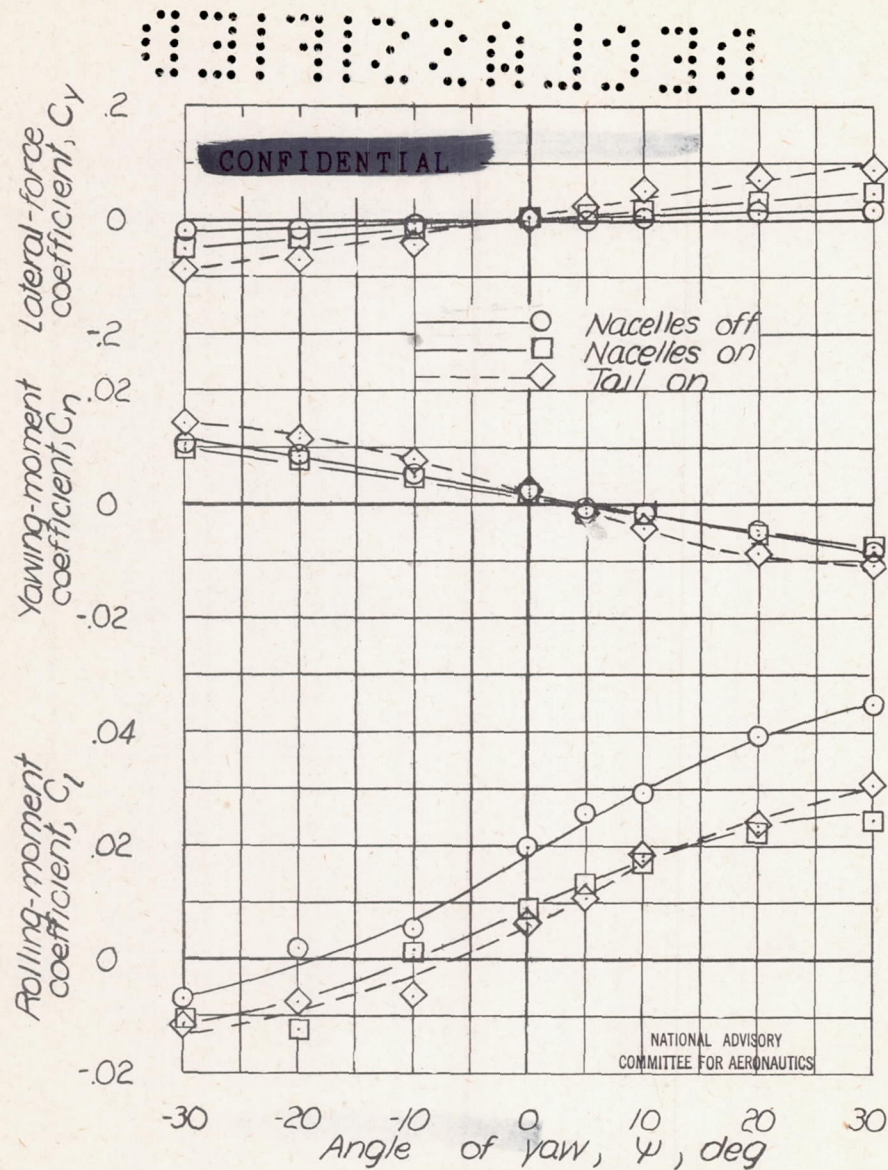 CONFIDENTIAL
Lateral-force
coefficient, Cy
.2
0
-.2
Nacelles off
Nacelles on
Tail on
Yawing-moment
coefficient, Cn
.02
0
-.02
Rolling-moment
coefficient, Cl
.04
.02
0
-.02
NATIONAL ADVISORY
COMMITTEE FOR AERONAUTICS
-30 -20 -10 0 10 20 30
Angle of yaw, ψ, deg